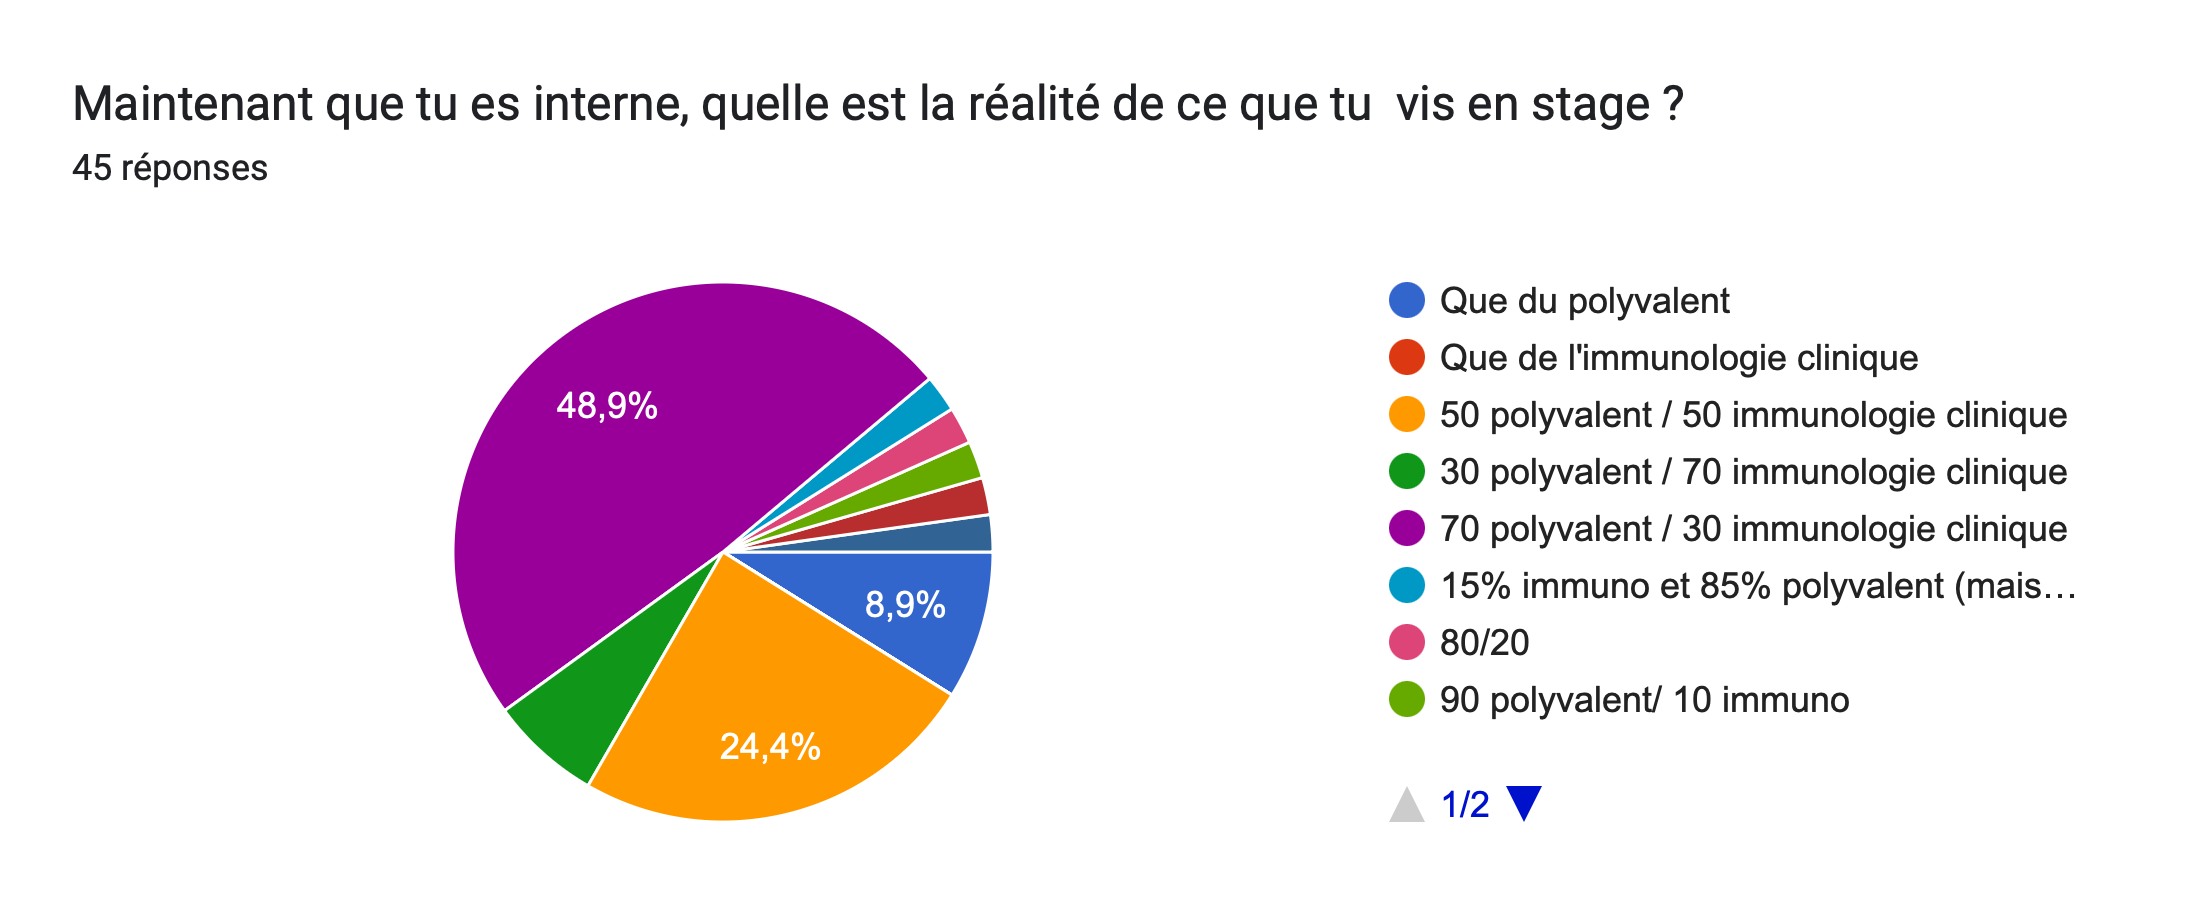 Maintenant que tu es interne, quelle est la réalité de ce que tu  vis en stage ?
45 réponses
48,9%
8,9%
24,4%
Que du polyvalent
Que de l'immunologie clinique
50 polyvalent / 50 immunologie clinique
30 polyvalent / 70 immunologie clinique
70 polyvalent / 30 immunologie clinique
15% immuno et 85% polyvalent (mais…
80/20
90 polyvalent/ 10 immuno
1/2